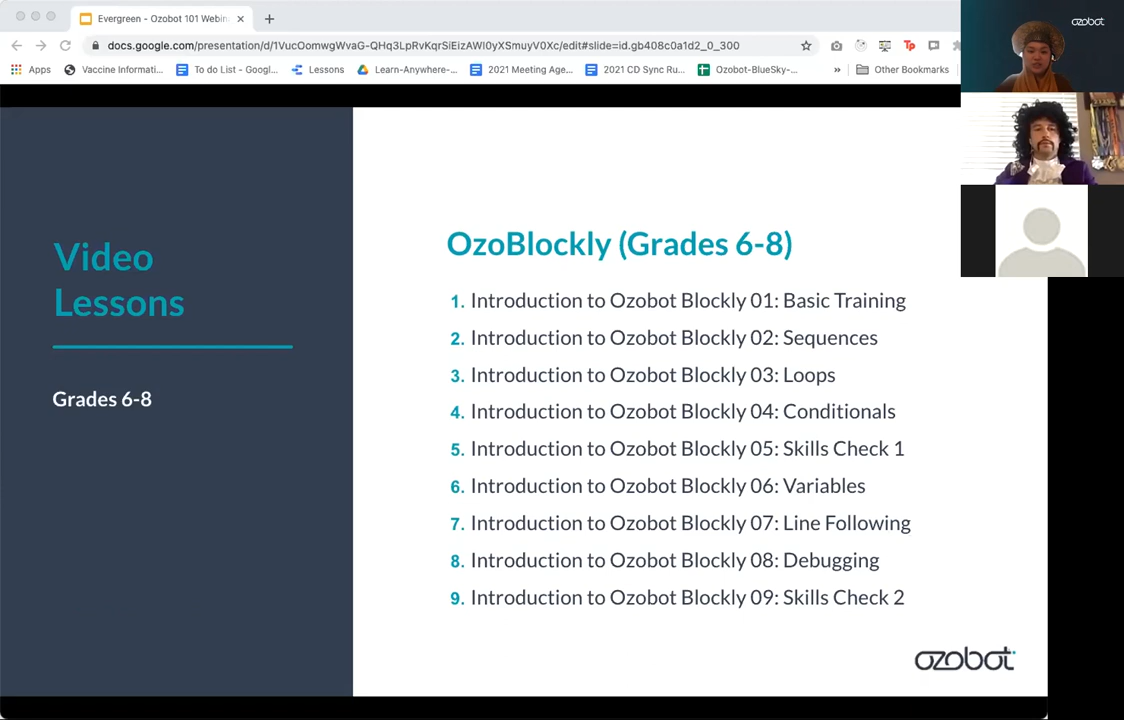 Evergreen - Ozobot 101 Webin
docs.google.com/presentation/d/1VucOomwgWvaG-QHq3LpRvKqrSiEizAWl0yXSmuyV0Xc/edit#slide=id.gb408c0a1d2_0_300
Apps
Vaccine Informati...
To do List - Googl...
Lessons
Learn-Anywhere-...
2021 Meeting Age...
2021 CD Sync Ru...
Ozobot-BlueSky-...
Other Bookmarks
ozobot
Video
Lessons
Grades 6-8
OzoBlockly (Grades 6-8)
1. Introduction to Ozobot Blockly 01: Basic Training
2. Introduction to Ozobot Blockly 02: Sequences
3. Introduction to Ozobot Blockly 03: Loops
4. Introduction to Ozobot Blockly 04: Conditionals
5. Introduction to Ozobot Blockly 05: Skills Check 1
6. Introduction to Ozobot Blockly 06: Variables
7. Introduction to Ozobot Blockly 07: Line Following
8. Introduction to Ozobot Blockly 08: Debugging
9. Introduction to Ozobot Blockly 09: Skills Check 2
ozobot